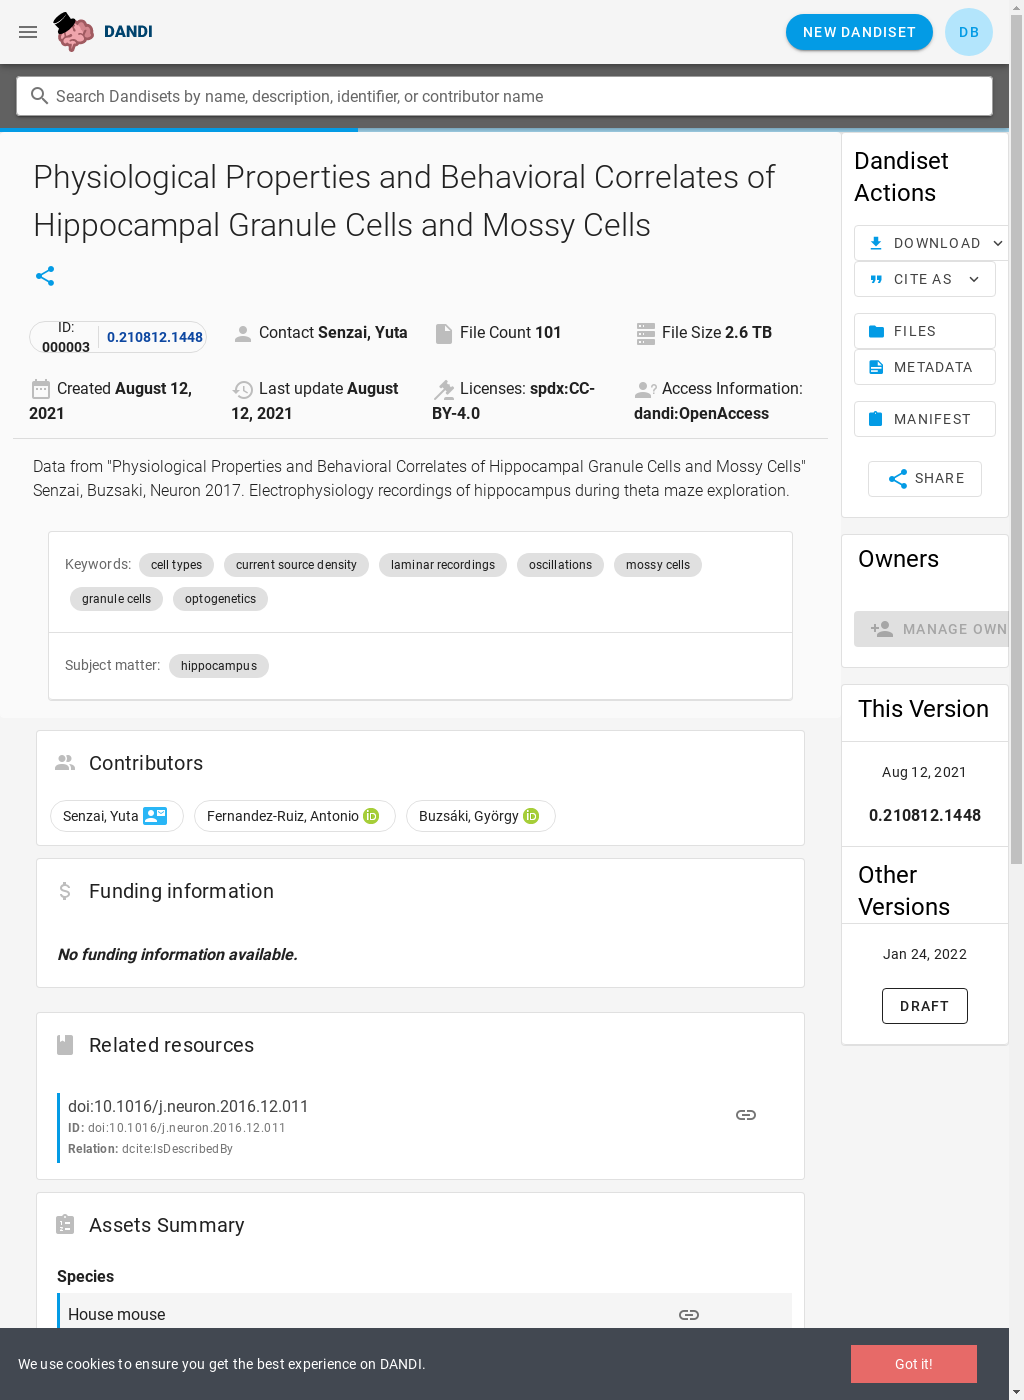 DANDI
NEW DANDISET
DB
Search Dandisets by name, description, identifier, or contributor name
Physiological Properties and Behavioral Correlates of
Hippocampal Granule Cells and Mossy Cells
ID:
000003
0.210812.1448
Contact Senzai, Yuta
File Count 101
File Size 2.6 TB
Created August 12,
2021
Last update August
12, 2021
Licenses: spdx:CC-
BY-4.0
Access Information:
dandi:OpenAccess
Data from "Physiological Properties and Behavioral Correlates of Hippocampal Granule Cells and Mossy Cells"
Senzai, Buzsaki, Neuron 2017. Electrophysiology recordings of hippocampus during theta maze exploration.
Keywords: cell types current source density laminar recordings oscillations mossy cells
granule cells optogenetics
Subject matter: hippocampus
Contributors
Senzai, Yuta Fernandez-Ruiz, Antonio Buzsáki, György
Funding information
No funding information available.
Related resources
doi:10.1016/j.neuron.2016.12.011
ID: doi:10.1016/j.neuron.2016.12.011
Relation: dcite:IsDescribedBy
Assets Summary
Species
House mouse
Dandiset
Actions
DOWNLOAD
CITE AS
FILES
METADATA
MANIFEST
SHARE
Owners
MANAGE OWN
This Version
Aug 12, 2021
0.210812.1448
Other
Versions
Jan 24, 2022
DRAFT
We use cookies to ensure you get the best experience on DANDI.
Got it!